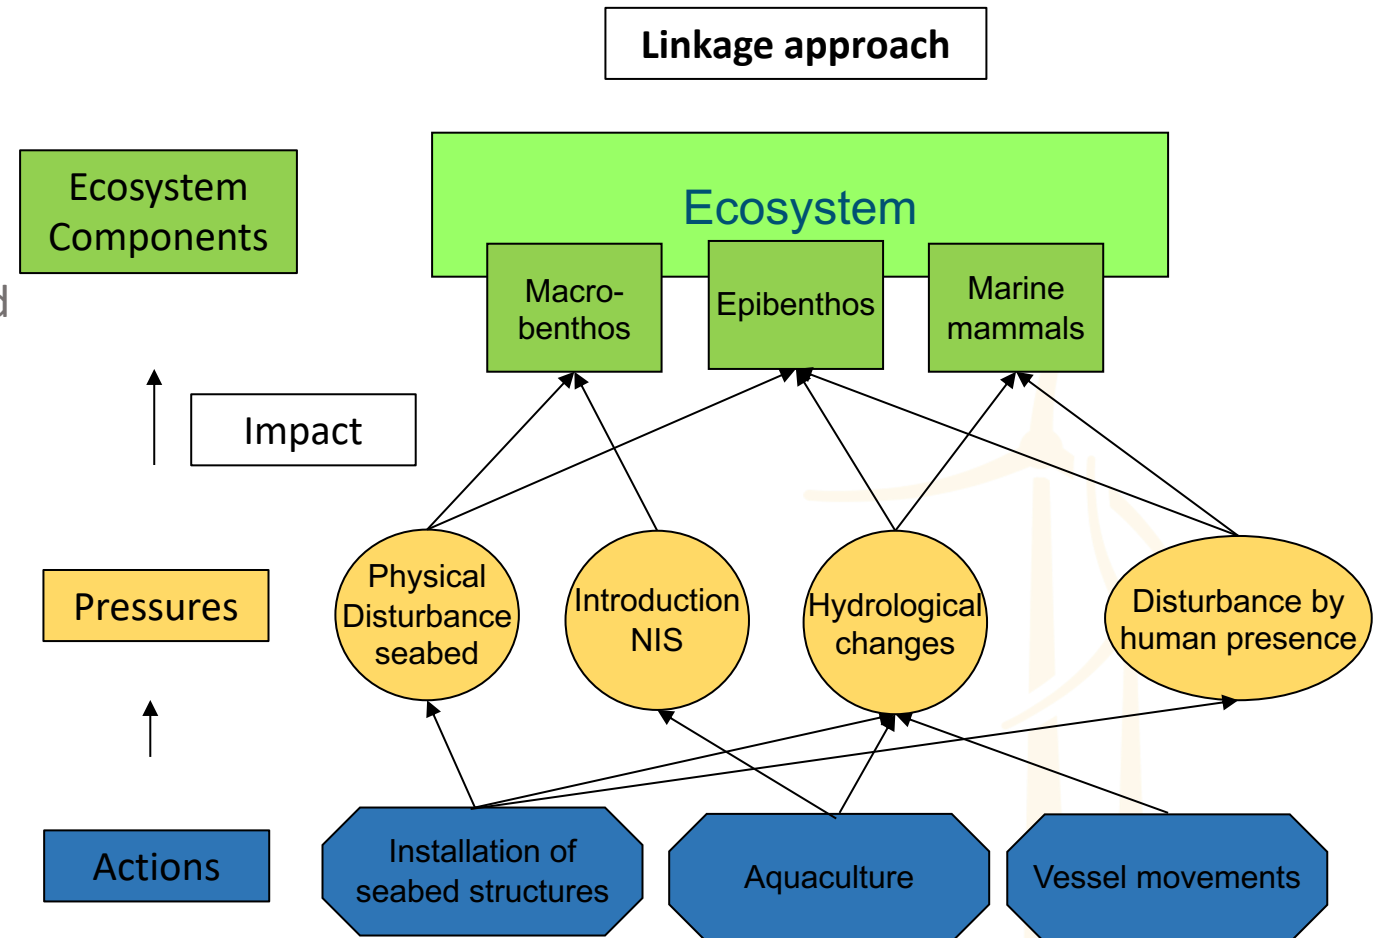 Linkage approach
Ecosystem
Components
Ecosystem
Macro-
benthos
Epibenthos
Marine
mammals
d
Impact
Pressures
Physical
Disturbance
seabed
Introduction
NIS
Hydrological
changes
Disturbance by
human presence
Actions
Installation of
seabed structures
Aquaculture
Vessel movements